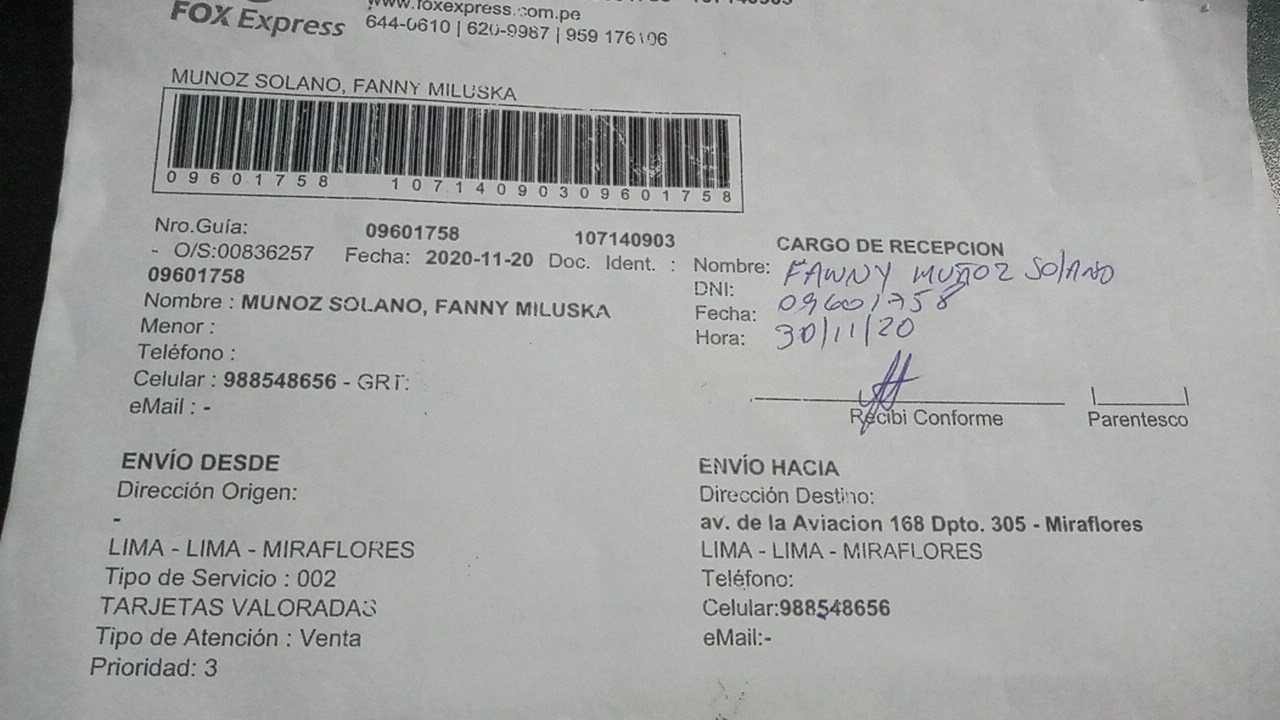 www.foxexpress.com.pe
FOX Express
644-0610 | 620-9987 | 959 176106
MUNOZ SOLANO, FANNY MILUSKA
09601758 10714090309601758
Nro.Guía: 09601758 107140903
- O/S:00836257 Fecha: 2020-11-20 Doc. Ident. :
09601758
Nombre : MUNOZ SOLANO, FANNY MILUSKA
Menor :
Teléfono :
Celular : 988548656 - GRT:
eMail : -
CARGO DE RECEPCION
Nombre: FANNY MUÑOZ SOLANO
DNI: 09601758
Fecha: 30/11/20
Hora:
Recibi Conforme
Parentesco
ENVÍO DESDE
Dirección Origen:
-
LIMA - LIMA - MIRAFLORES
Tipo de Servicio : 002
TARJETAS VALORADAS
Tipo de Atención : Venta
Prioridad: 3
ENVÍO HACIA
Dirección Destino:
av. de la Aviacion 168 Dpto. 305 - Miraflores
LIMA - LIMA - MIRAFLORES
Teléfono:
Celular:988548656
eMail:-